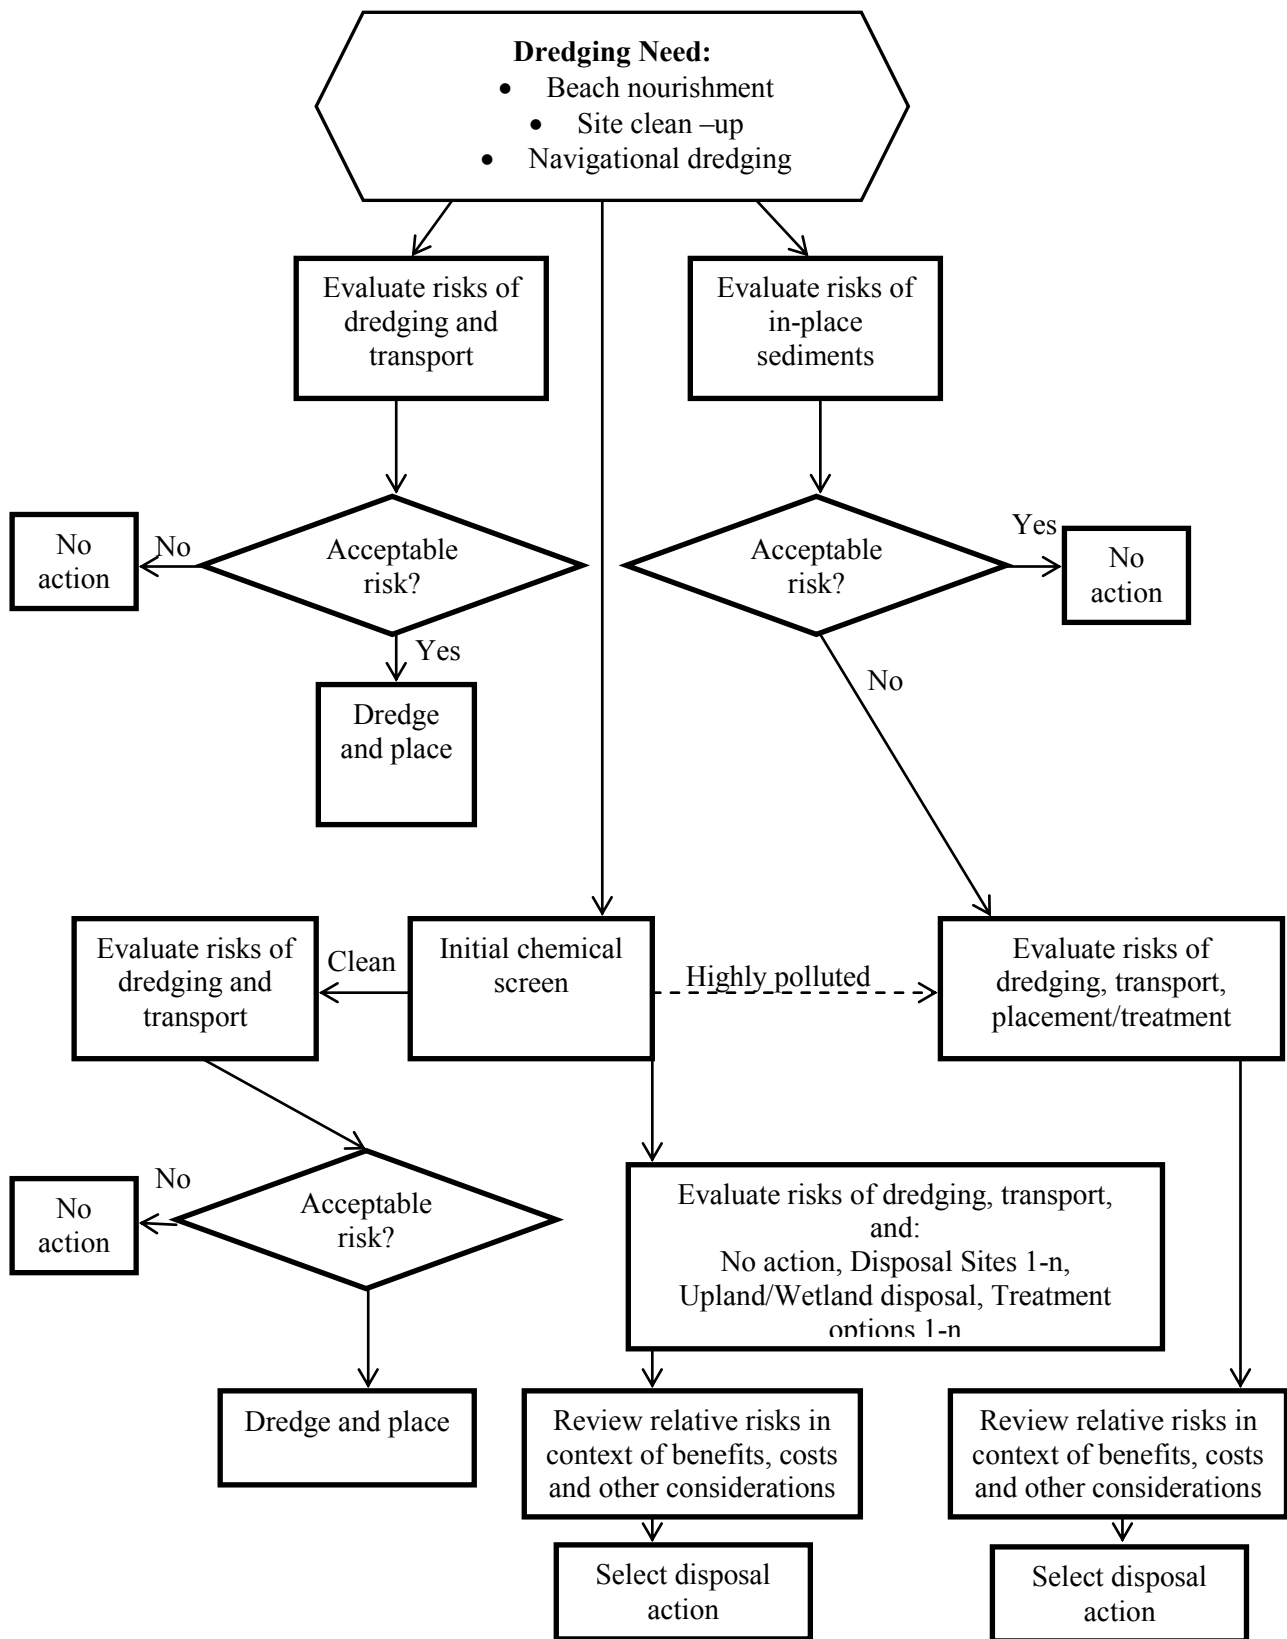 Dredging Need:
• Beach nourishment
• Site clean –up
• Navigational dredging
Evaluate risks of
dredging and
transport
Evaluate risks of
in-place
sediments
No
action
No
Acceptable
risk?
Acceptable
risk?
Yes
No
action
Yes
Dredge
and place
No
Evaluate risks of
dredging and
transport
Clean
Initial chemical
screen
Highly polluted
Evaluate risks of
dredging, transport,
placement/treatment
No
action
No
Acceptable
risk?
Evaluate risks of dredging, transport,
and:
No action, Disposal Sites 1-n,
Upland/Wetland disposal, Treatment
options 1-n
Dredge and place
Review relative risks in
context of benefits, costs
and other considerations
Review relative risks in
context of benefits, costs
and other considerations
Select disposal
action
Select disposal
action